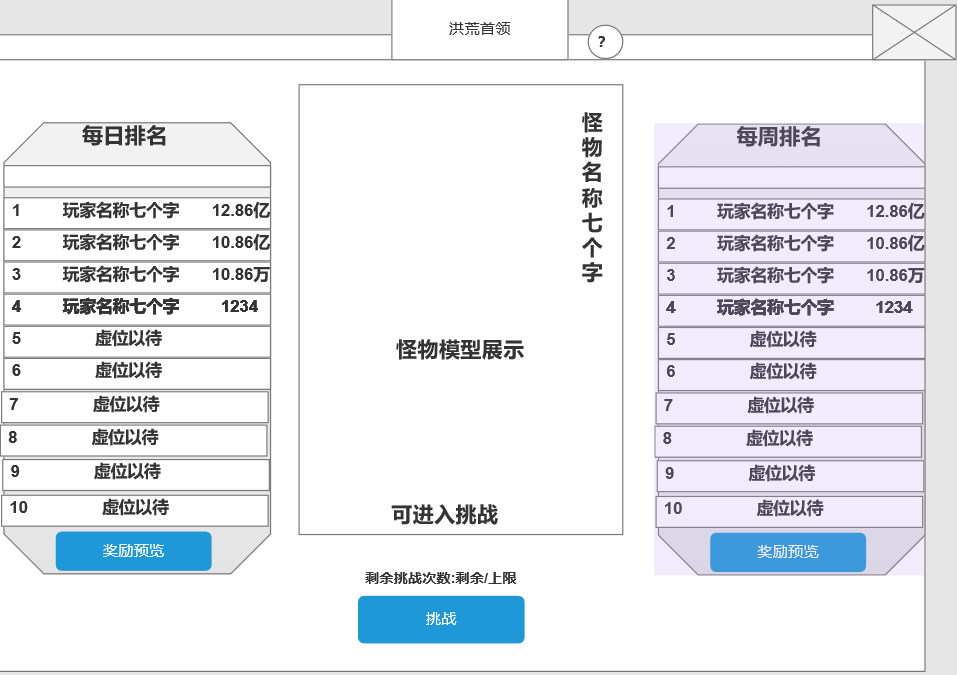 洪荒首领
?
每日排名
1 玩家名称七个字 12.86亿
2 玩家名称七个字 10.86亿
3 玩家名称七个字 10.86万
4 玩家名称七个字 1234
5 虚位以待
6 虚位以待
7 虚位以待
8 虚位以待
9 虚位以待
10 虚位以待
奖励预览
怪物名称七个字
怪物模型展示
可进入挑战
剩余挑战次数:剩余/上限
挑战
每周排名
1 玩家名称七个字 12.86亿
2 玩家名称七个字 10.86亿
3 玩家名称七个字 10.86万
4 玩家名称七个字 1234
5 虚位以待
6 虚位以待
7 虚位以待
8 虚位以待
9 虚位以待
10 虚位以待
奖励预览